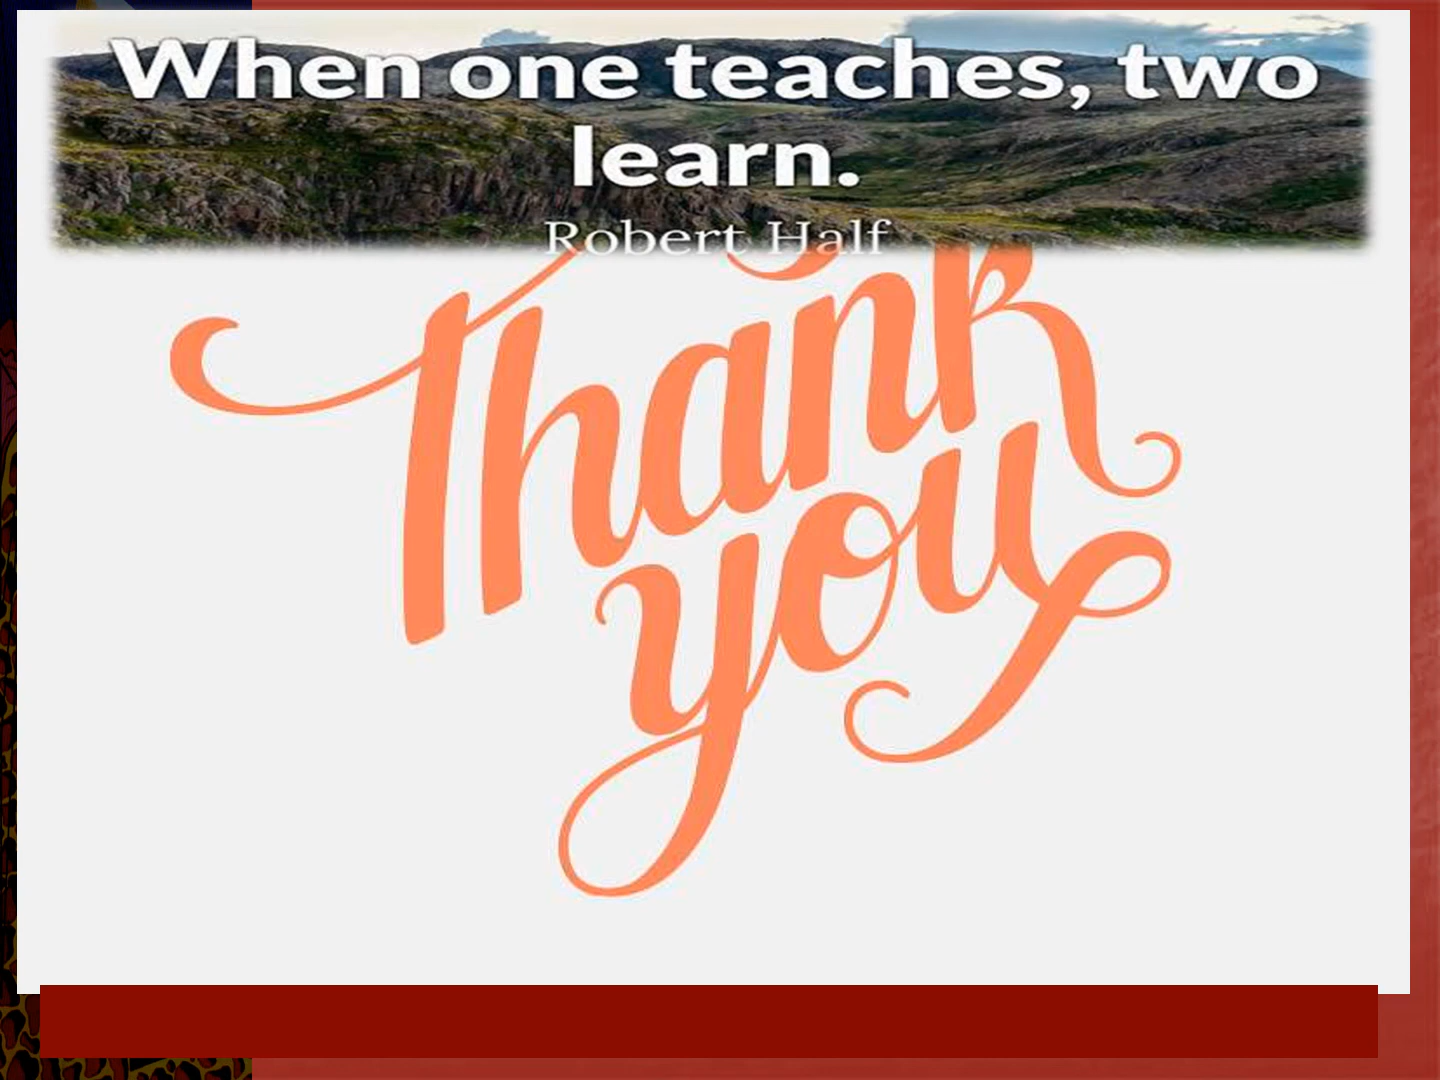 When one teaches, two
learn.
Robert Half
Thank
you